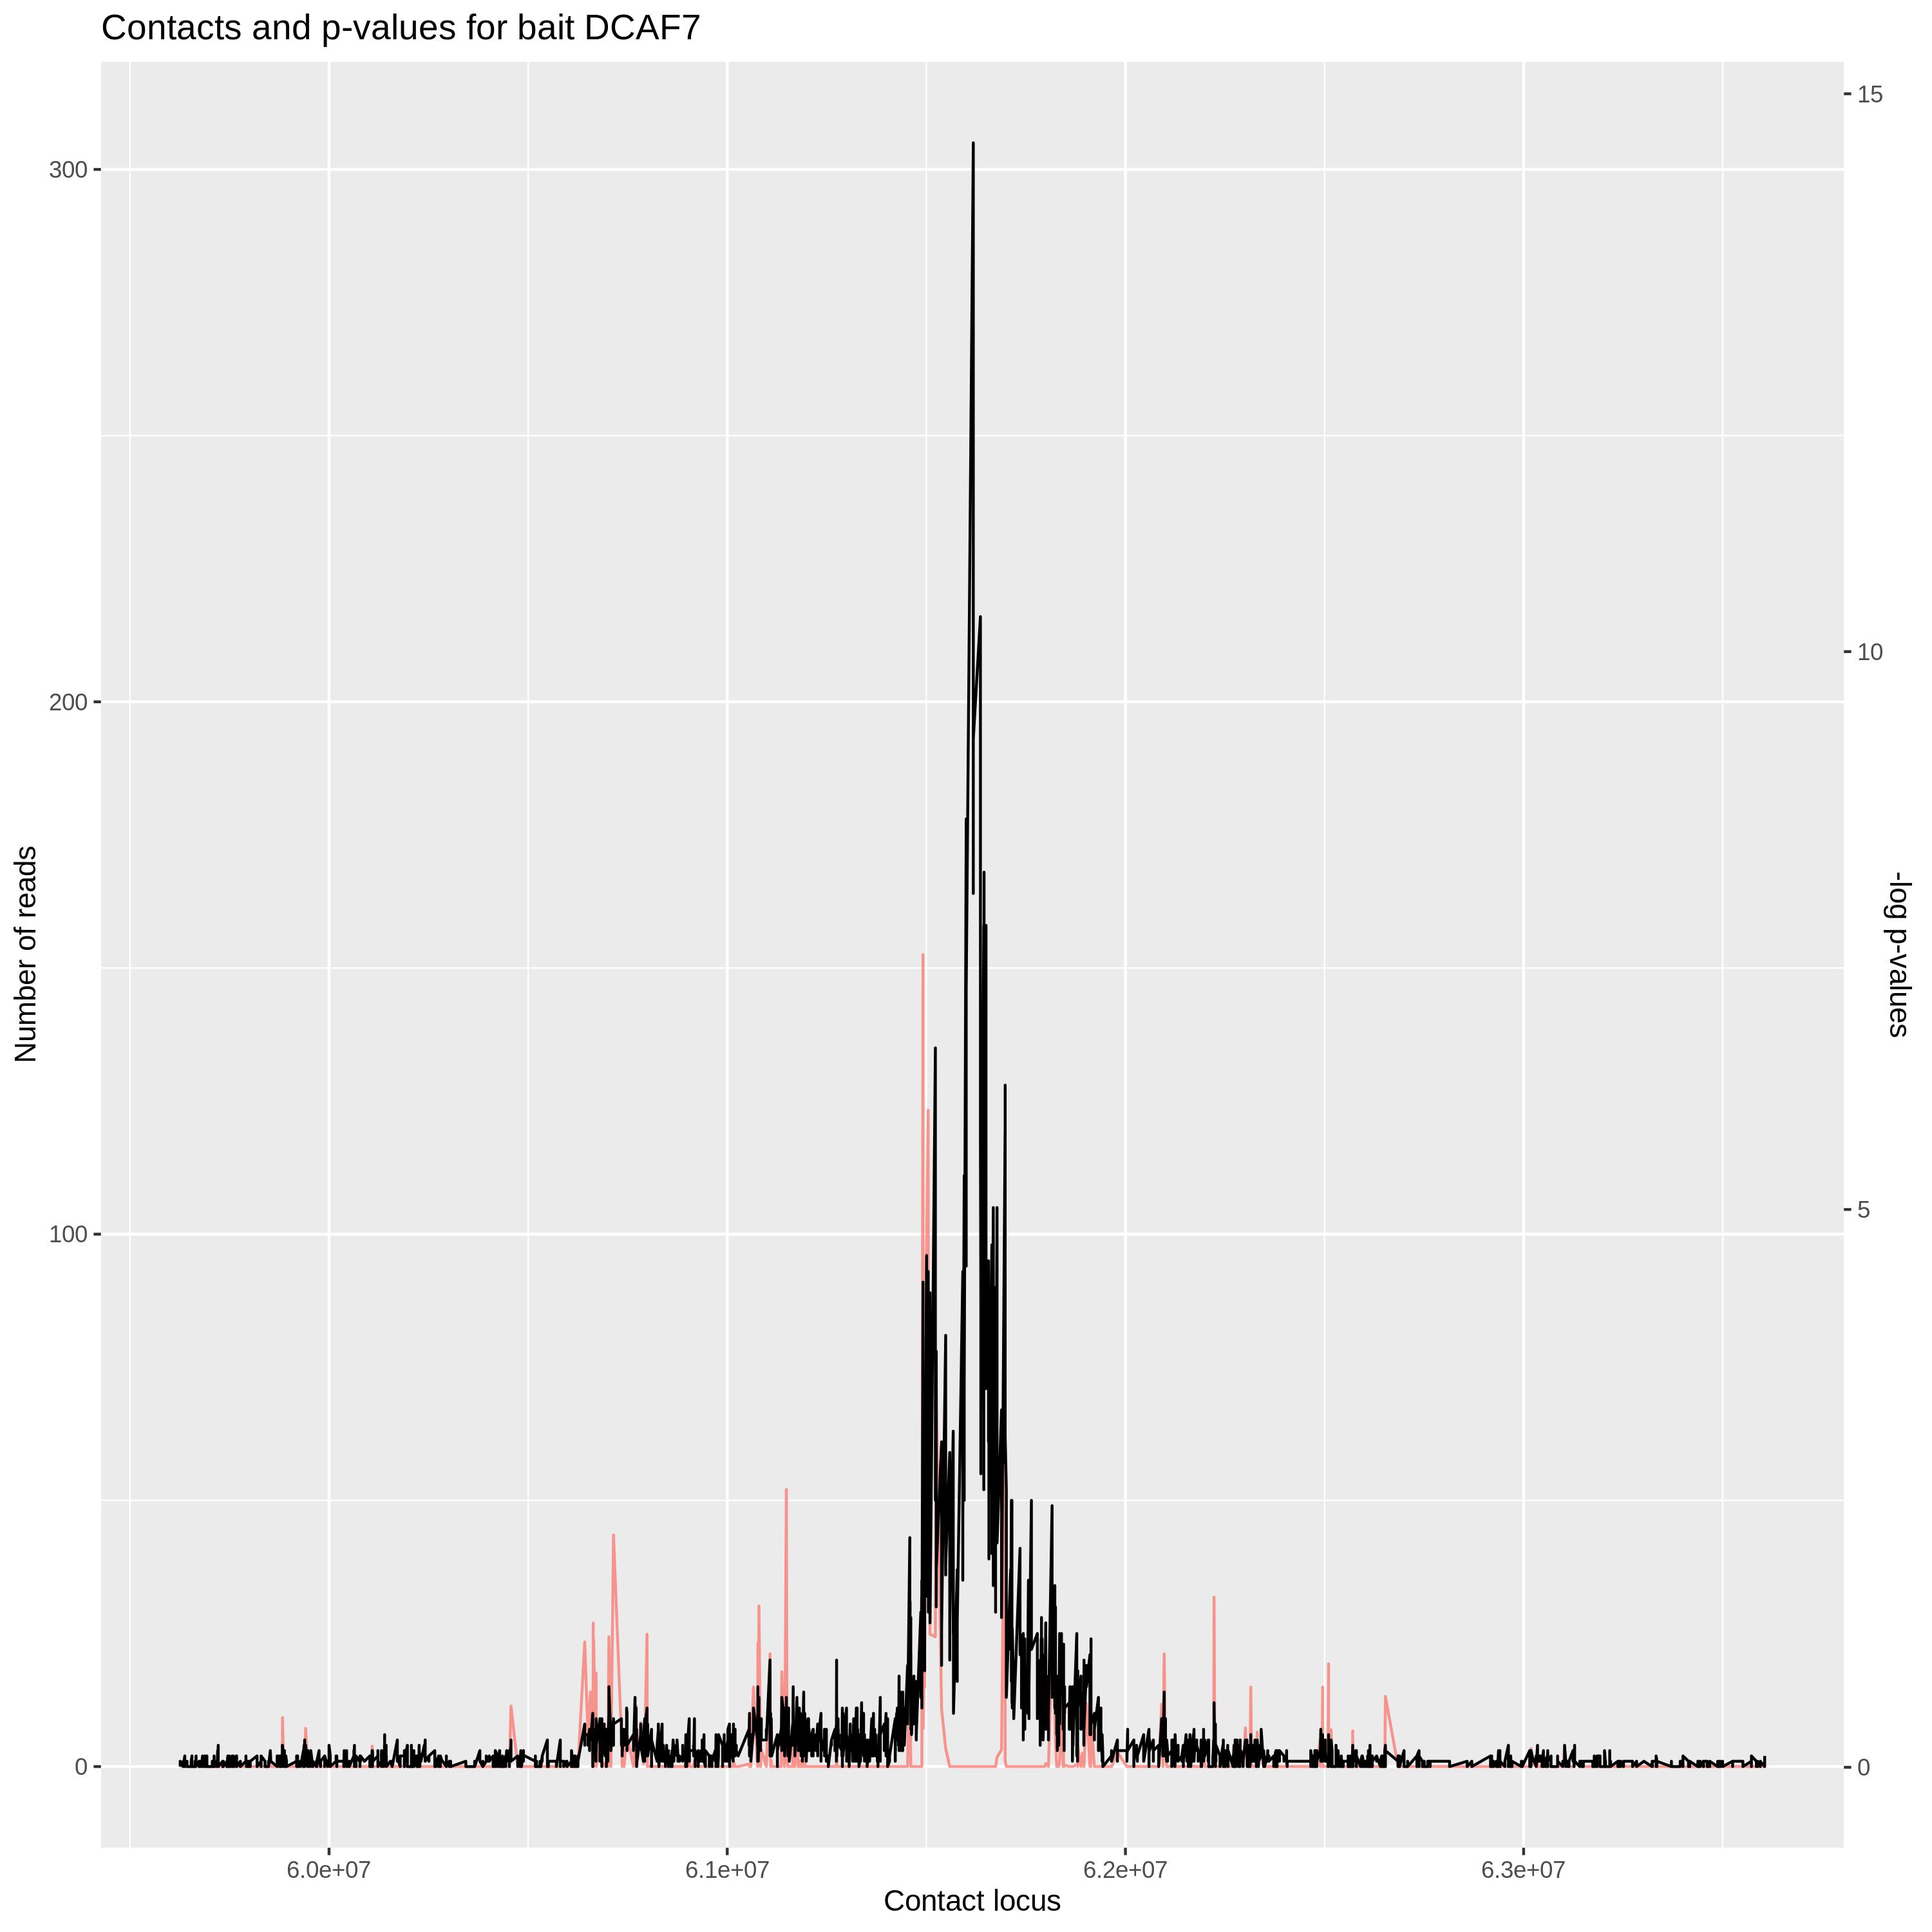 Contacts and p-values for bait DCAF7
300
200
100
0
Number of reads
15
10
5
0
-log p-values
6.0e+07 6.1e+07 6.2e+07 6.3e+07
Contact locus